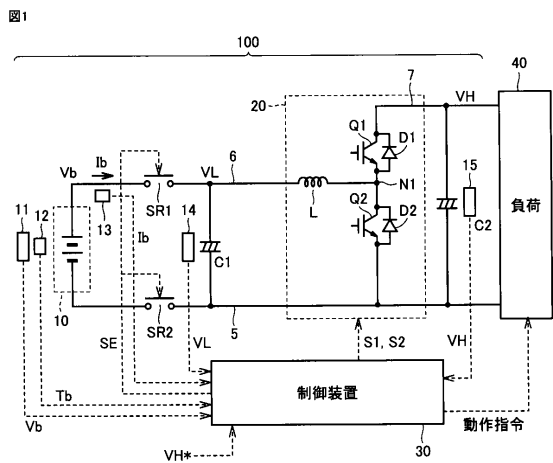 図1
100
40
7
VH
20
Q1
D1
Ib
Vb
6
VL
15
11
12
SR1
14
L
N1
負荷
13
Ib
Q2
D2
C1
C2
10
SR2
5
SE
VL
S1, S2
VH
制御装置
Tb
動作指令
Vb
VH*
30